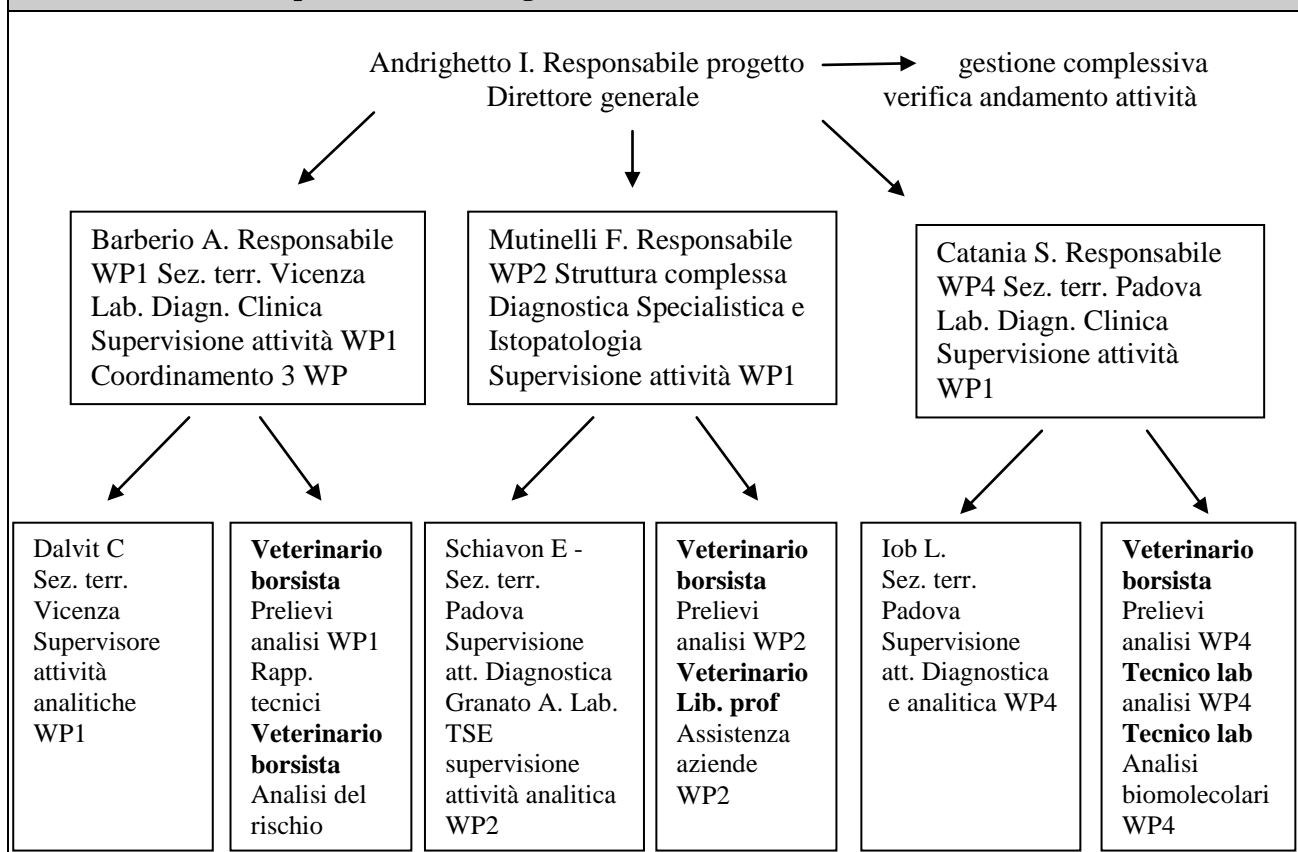 Andrighetto I. Responsabile progetto
Direttore generale
gestione complessiva
verifica andamento attività
Barberio A. Responsabile
WP1 Sez. terr. Vicenza
Lab. Diagn. Clinica
Supervisione attività WP1
Coordinamento 3 WP
Mutinelli F. Responsabile
WP2 Struttura complessa
Diagnostica Specialistica e
Istopatologia
Supervisione attività WP1
Catania S. Responsabile
WP4 Sez. terr. Padova
Lab. Diagn. Clinica
Supervisione attività
WP1
Dalvit C
Sez. terr.
Vicenza
Supervisore
attività
analitiche
WP1
Veterinario
borsista
Prelievi
analisi WP1
Rapp.
tecnici
Veterinario
borsista
Analisi del
rischio
Schiavon E -
Sez. terr.
Padova
Supervisione
att. Diagnostica
Granato A. Lab.
TSE
supervisione
attività analitica
WP2
Veterinario
borsista
Prelievi
analisi WP2
Veterinario
Lib. prof
Assistenza
aziende
WP2
Iob L.
Sez. terr.
Padova
Supervisione
att. Diagnostica
e analitica WP4
Veterinario
borsista
Prelievi
analisi WP4
Tecnico lab
analisi WP4
Tecnico lab
Analisi
biomolecolari
WP4